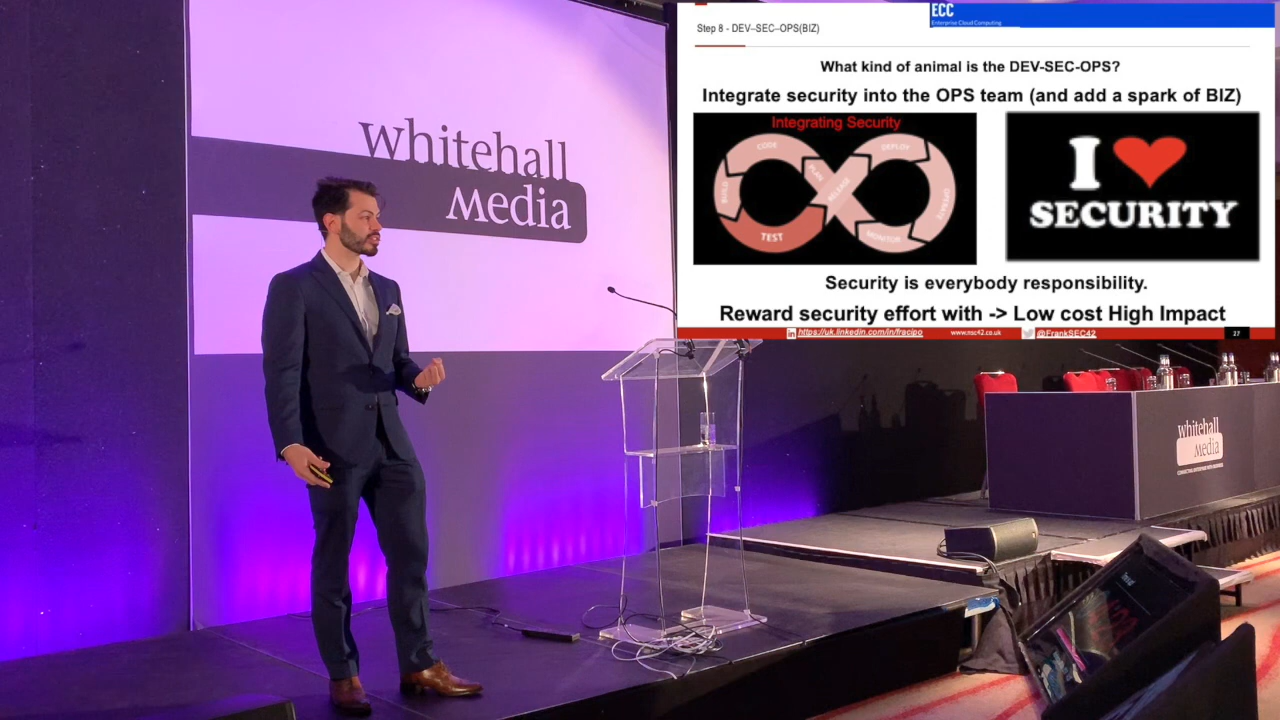 whitehall
media
ECC
Enterprise Cloud Computing
Step 8 - DEV–SEC–OPS(BIZ)
What kind of animal is the DEV-SEC-OPS?
Integrate security into the OPS team (and add a spark of BIZ)
Integrating Security
CODE
DEPLOY
PLAN
RELEASE
BUILD
OPERATE
TEST
MONITOR
I
SECURITY
Security is everybody responsibility.
Reward security effort with -> Low cost High Impact
in https://uk.linkedin.com/in/fracipo
www.nsc42.co.uk
@FrankSEC42
27
whitehall
media